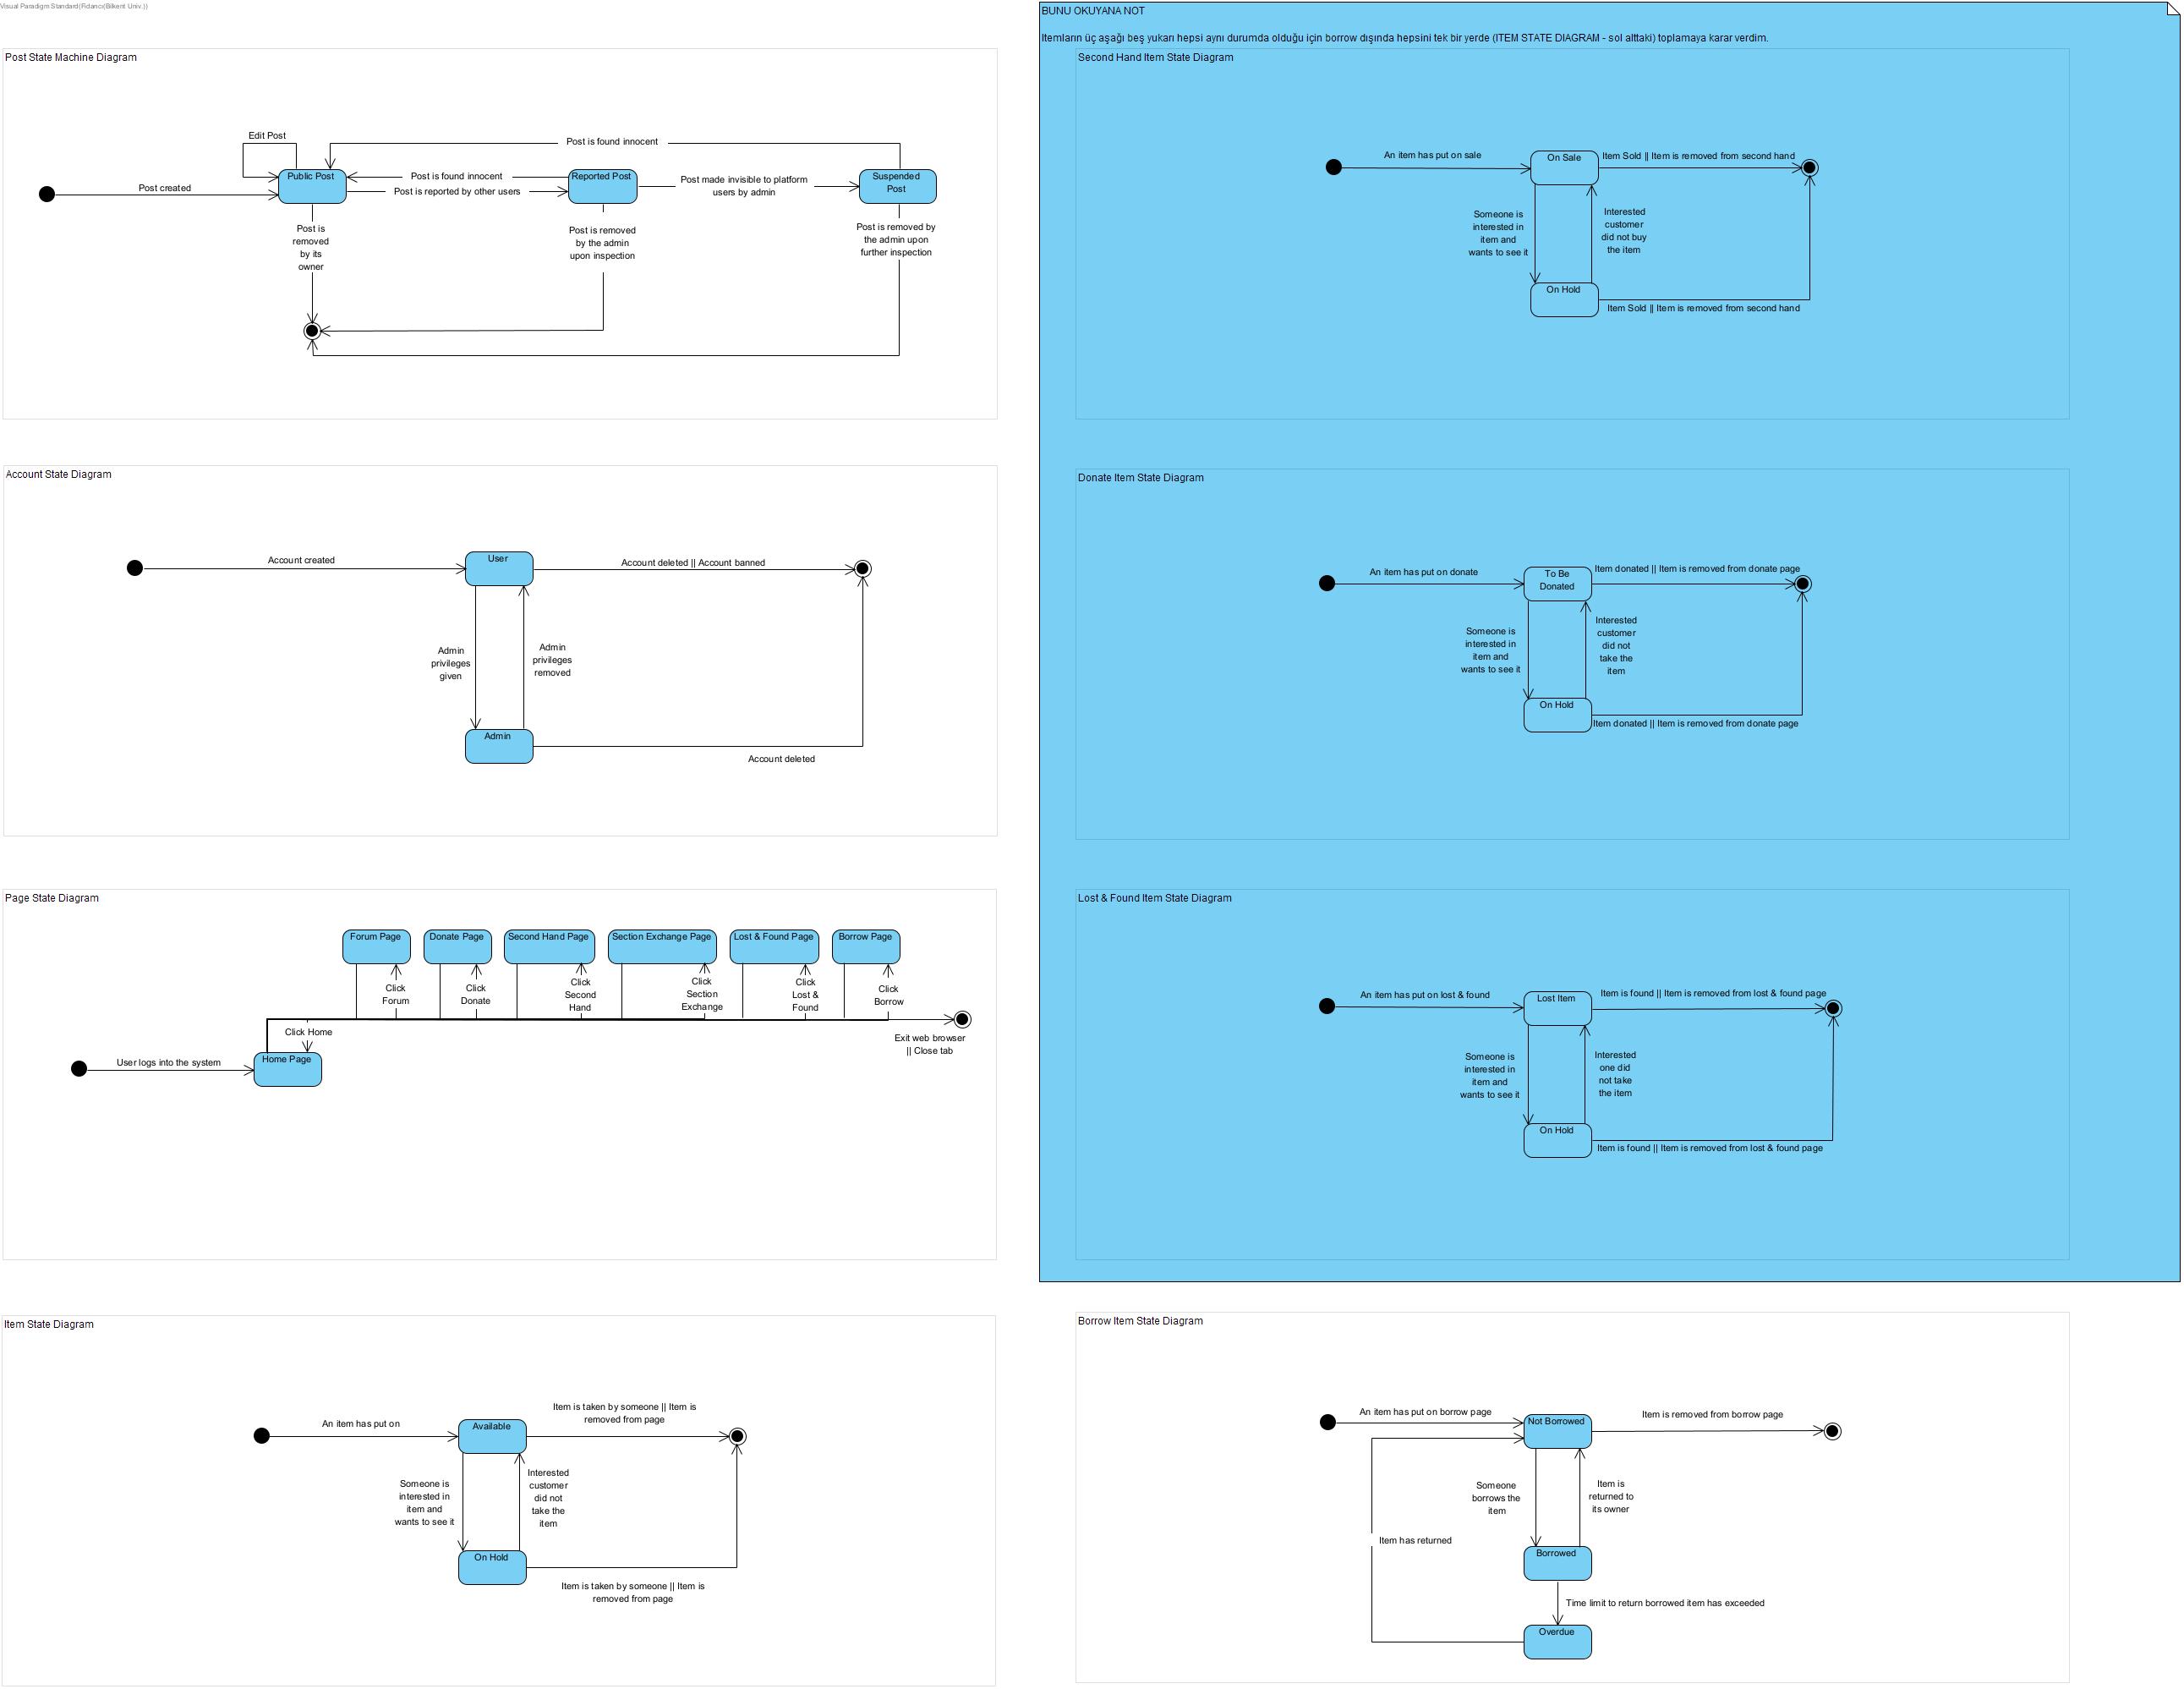 Visual Paradigm Standard(Fidancı(Bilkent Univ.))
Post State Machine Diagram
Edit Post
Post is found innocent
Public Post
Post is found innocent
Reported Post
Post made invisible to platform
users by admin
Suspended
Post
Post created
Post is reported by other users
Post is
removed
by its
owner
Post is removed
by the admin
upon inspection
Post is removed by
the admin upon
further inspection
Account State Diagram
Account created
User
Account deleted || Account banned
Admin
privileges
given
Admin
privileges
removed
Admin
Account deleted
Page State Diagram
Forum Page
Donate Page
Second Hand Page
Section Exchange Page
Lost & Found Page
Borrow Page
Click
Forum
Click
Donate
Click
Second
Hand
Click
Section
Exchange
Click
Lost &
Found
Click
Borrow
Click Home
Exit web browser
|| Close tab
User logs into the system
Home Page
Item State Diagram
An item has put on
Available
Item is taken by someone || Item is
removed from page
Someone is
interested in
item and
wants to see it
Interested
customer
did not
take the
item
On Hold
Item is taken by someone || Item is
removed from page
BUNU OKUYANA NOT
Itemların üç aşağı beş yukarı hepsi aynı durumda olduğu için borrow dışında hepsini tek bir yerde (ITEM STATE DIAGRAM - sol alttaki) toplamaya karar verdim.
Second Hand Item State Diagram
An item has put on sale
On Sale
Item Sold || Item is removed from second hand
Someone is
interested in
item and
wants to see it
Interested
customer
did not buy
the item
On Hold
Item Sold || Item is removed from second hand
Donate Item State Diagram
An item has put on donate
To Be
Donated
Item donated || Item is removed from donate page
Someone is
interested in
item and
wants to see it
Interested
customer
did not
take the
item
On Hold
Item donated || Item is removed from donate page
Lost & Found Item State Diagram
An item has put on lost & found
Lost Item
Item is found || Item is removed from lost & found page
Someone is
interested in
item and
wants to see it
Interested
one did
not take
the item
On Hold
Item is found || Item is removed from lost & found page
Borrow Item State Diagram
An item has put on borrow page
Not Borrowed
Item is removed from borrow page
Someone
borrows the
item
Item is
returned to
its owner
Item has returned
Borrowed
Time limit to return borrowed item has exceeded
Overdue